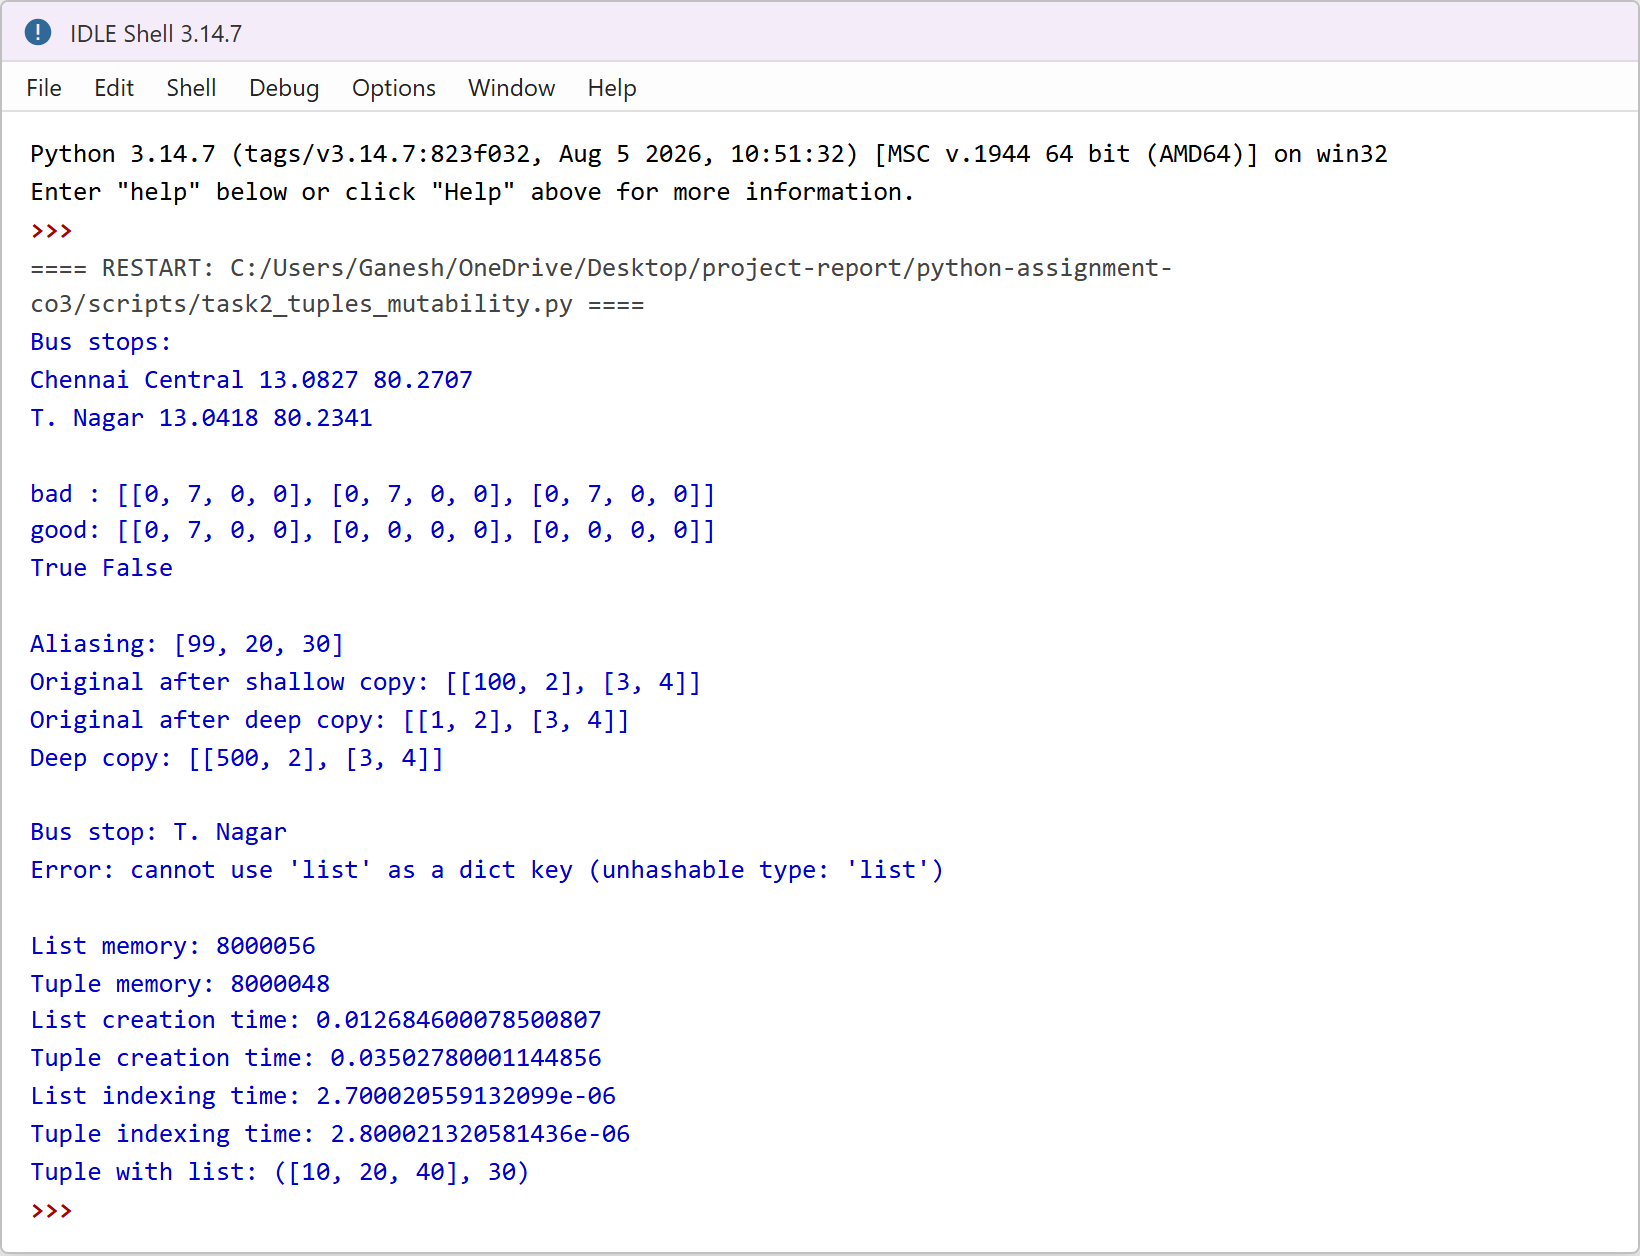 IDLE Shell 3.14.7
File Edit Shell Debug Options Window Help
Python 3.14.7 (tags/v3.14.7:823f032, Aug 5 2026, 10:51:32) [MSC v.1944 64 bit (AMD64)] on win32
Enter "help" below or click "Help" above for more information.
>>>
==== RESTART: C:/Users/Ganesh/OneDrive/Desktop/project-report/python-assignment-
co3/scripts/task2_tuples_mutability.py ====
Bus stops:
Chennai Central 13.0827 80.2707
T. Nagar 13.0418 80.2341
bad : [[0, 7, 0, 0], [0, 7, 0, 0], [0, 7, 0, 0]]
good: [[0, 7, 0, 0], [0, 0, 0, 0], [0, 0, 0, 0]]
True False
Aliasing: [99, 20, 30]
Original after shallow copy: [[100, 2], [3, 4]]
Original after deep copy: [[1, 2], [3, 4]]
Deep copy: [[500, 2], [3, 4]]
Bus stop: T. Nagar
Error: cannot use 'list' as a dict key (unhashable type: 'list')
List memory: 8000056
Tuple memory: 8000048
List creation time: 0.012684600078500807
Tuple creation time: 0.03502780001144856
List indexing time: 2.700020559132099e-06
Tuple indexing time: 2.800021320581436e-06
Tuple with list: ([10, 20, 40], 30)
>>>